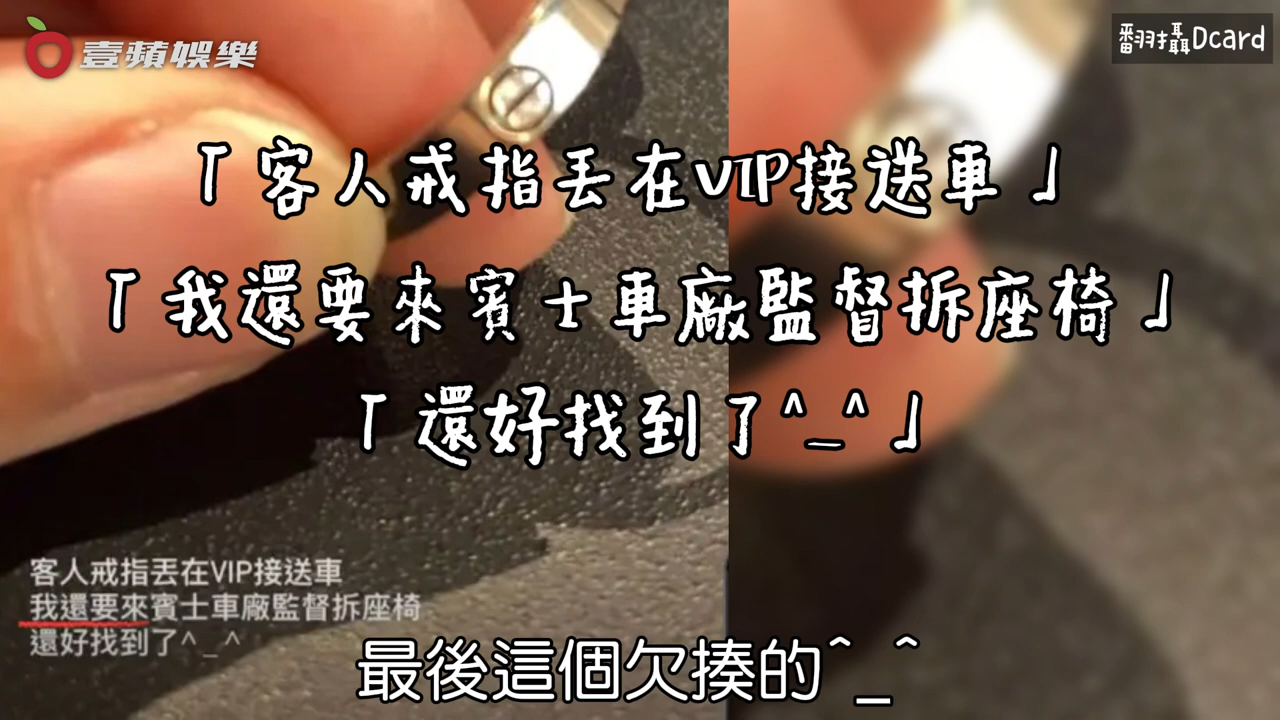 壹蘋娛樂
翻攝Dcard
「客人戒指丟在VIP接送車」
「我還要來賓士車廠監督拆座椅」
「還好找到了^_^」
客人戒指丟在VIP接送車
我還要來賓士車廠監督拆座椅
還好找到了^_^
最後這個欠揍的^_^